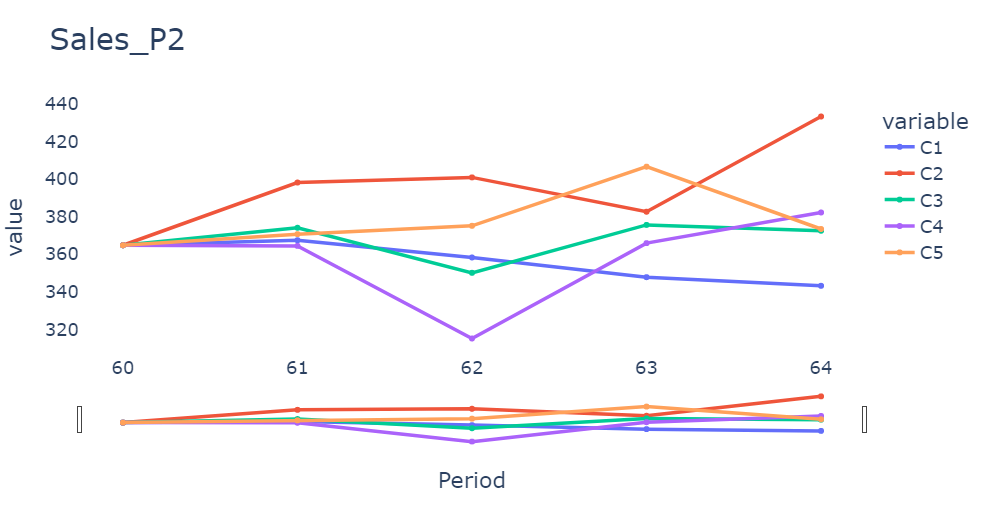 Sales_P2
value
440
420
400
380
360
340
320
60 61 62 63 64
Period
variable
C1
C2
C3
C4
C5